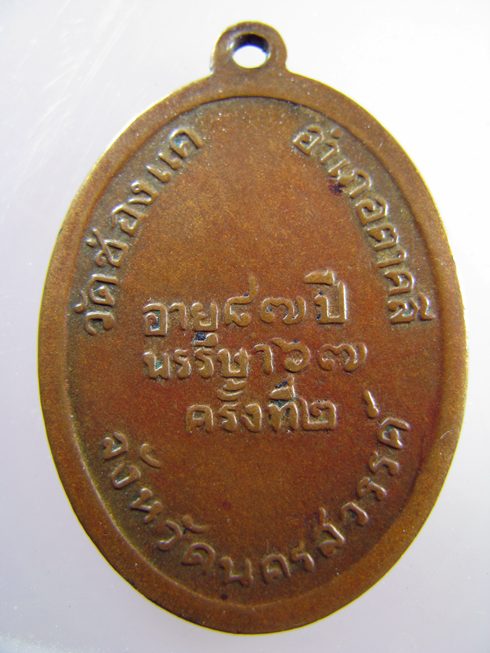 วัดช่องแค
อำเภอตาคลี
อายุ๘๗ปี
พรรษา๖๗
ครั้งที่๒
จังหวัดนครสวรรค์